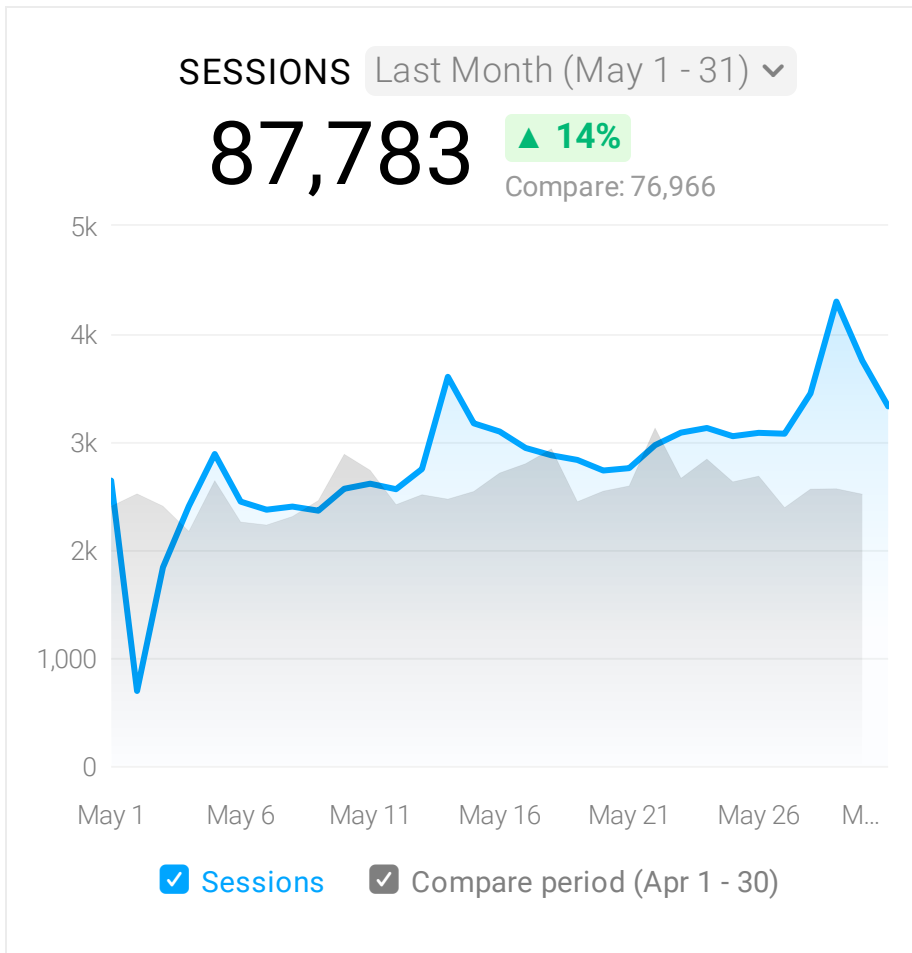 SESSIONS Last Month (May 1 - 31)
87,783 ▲ 14%
Compare: 76,966
5k
4k
3k
2k
1,000
0
May 1 May 6 May 11 May 16 May 21 May 26 M...
Sessions Compare period (Apr 1 - 30)